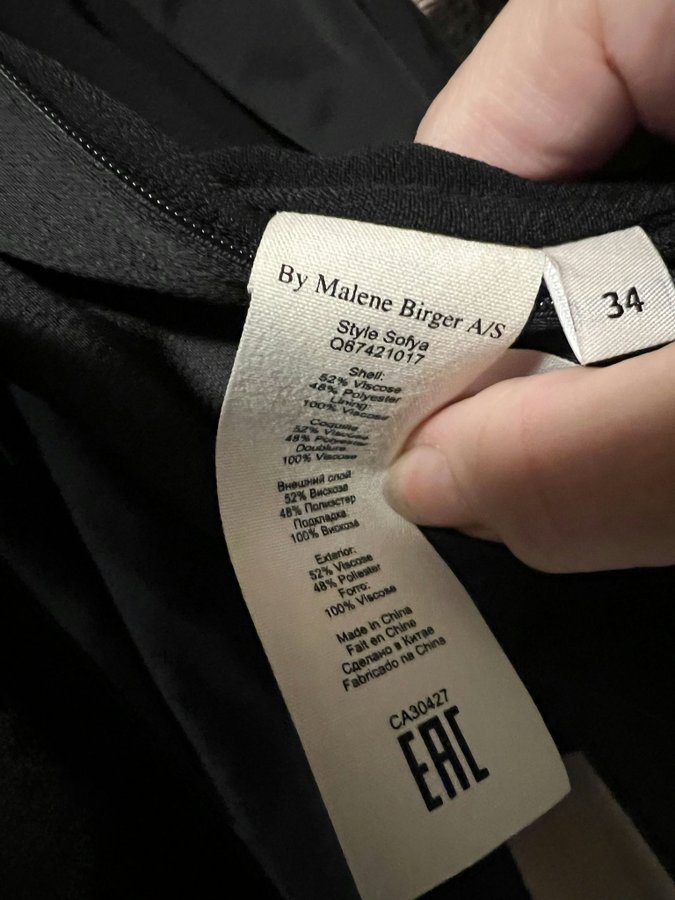 By Malene Birger A/S
Style Sofya
Q67421017
Shell:
52% Viscose
48% Polyester
Lining:
100% Viscose
Coquille
52% Viscose
48% Polyester
Doublure:
100% Viscose
Внешний слой:
52% Вискоза
48% Полиэстер
Подкладка:
100% Вискоза
Exterior:
52% Viscose
48% Poliester
Forro:
100% Viscose
Made in China
Fait en Chine
Сделано в Китае
Fabricado na China
CA30427
EAC
34